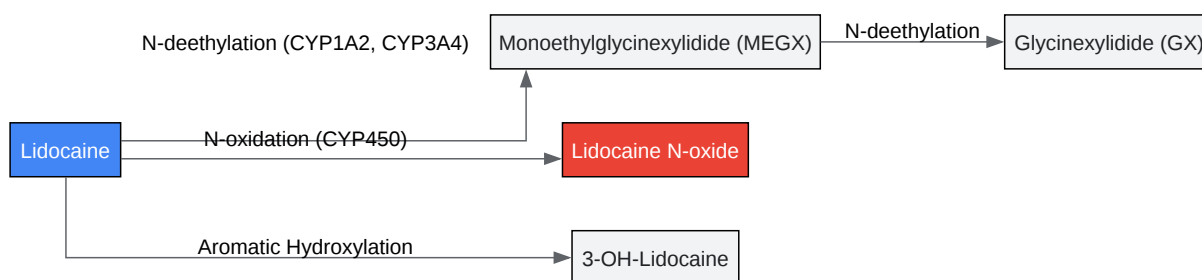 N-deethylation (CYP1A2, CYP3A4)
Monoethylglycinexylidide (MEGX)
N-deethylation
Glycinexylidide (GX)
Lidocaine
N-oxidation (CYP450)
Lidocaine N-oxide
Aromatic Hydroxylation
3-OH-Lidocaine